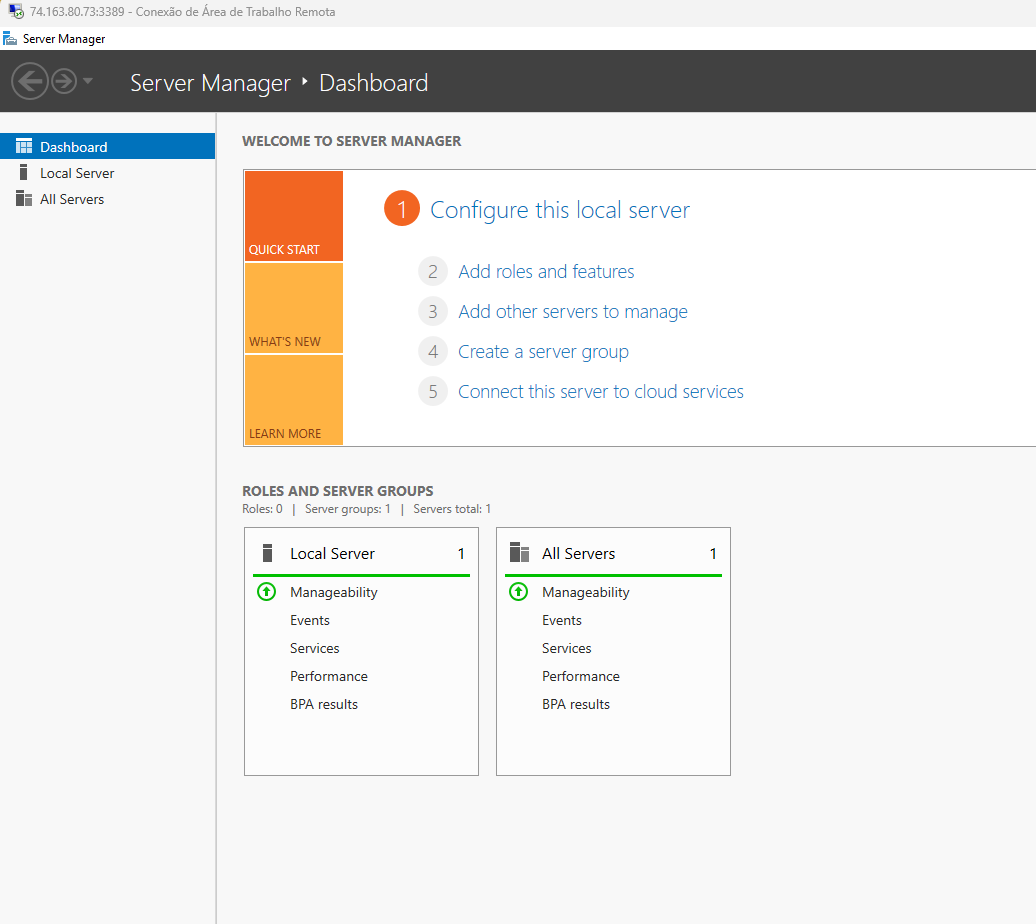 74.163.80.73:3389 - Conexão de Área de Trabalho Remota
Server Manager
Server Manager ‣ Dashboard
Dashboard
Local Server
All Servers
WELCOME TO SERVER MANAGER
QUICK START
WHAT'S NEW
LEARN MORE
1 Configure this local server
2 Add roles and features
3 Add other servers to manage
4 Create a server group
5 Connect this server to cloud services
ROLES AND SERVER GROUPS
Roles: 0 | Server groups: 1 | Servers total: 1
Local Server 1
Manageability
Events
Services
Performance
BPA results
All Servers 1
Manageability
Events
Services
Performance
BPA results